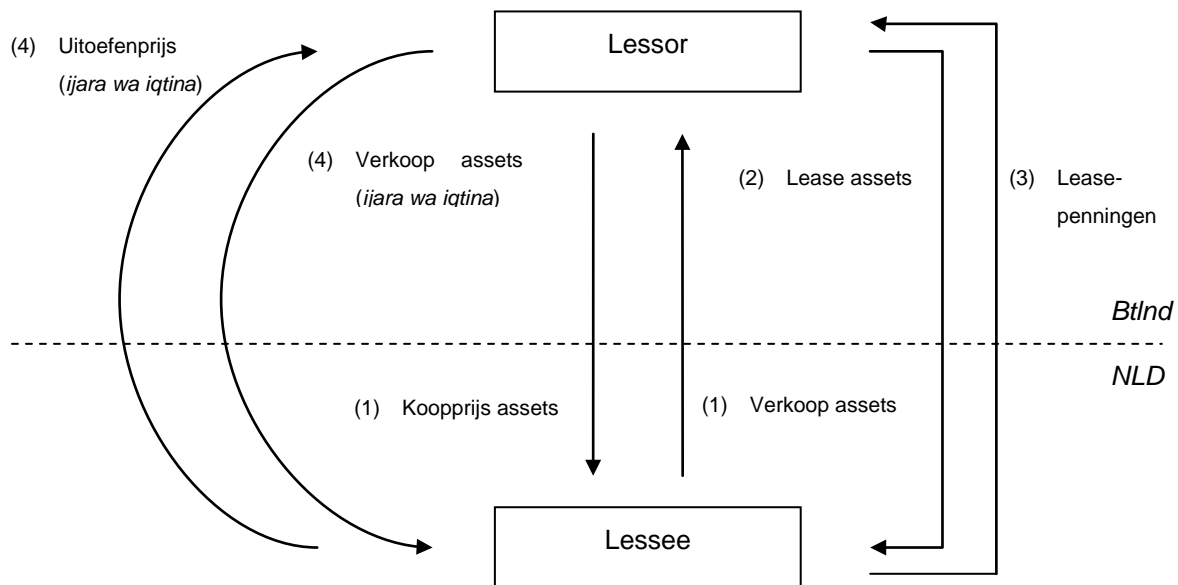 Lessor
(4) Uitoefenprijs
(ijara wa iqtina)
(4) Verkoop assets
(ijara wa iqtina)
(2) Lease assets
(3) Lease-
penningen
Btlnd
NLD
(1) Koopprijs assets
(1) Verkoop assets
Lessee